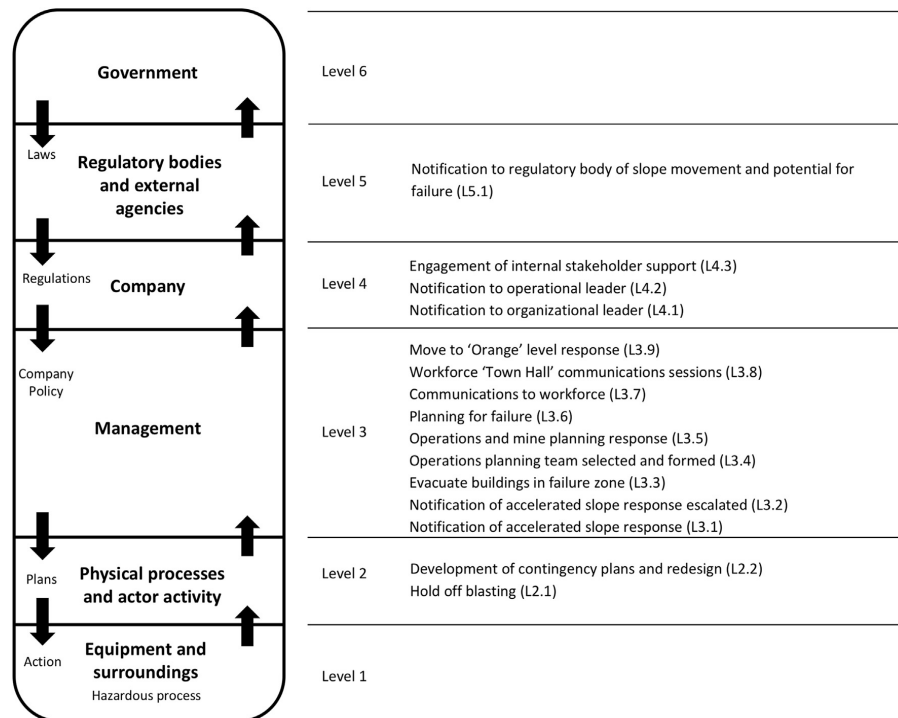 Government
Level 6
Laws
Regulatory bodies
and external
agencies
Level 5
Notification to regulatory body of slope movement and potential for
failure (L5.1)
Regulations
Company
Level 4
Engagement of internal stakeholder support (L4.3)
Notification to operational leader (L4.2)
Notification to organizational leader (L4.1)
Company
Policy
Management
Level 3
Move to ‘Orange’ level response (L3.9)
Workforce ‘Town Hall’ communications sessions (L3.8)
Communications to workforce (L3.7)
Planning for failure (L3.6)
Operations and mine planning response (L3.5)
Operations planning team selected and formed (L3.4)
Evacuate buildings in failure zone (L3.3)
Notification of accelerated slope response escalated (L3.2)
Notification of accelerated slope response (L3.1)
Plans
Physical processes
and actor activity
Level 2
Development of contingency plans and redesign (L2.2)
Hold off blasting (L2.1)
Action
Equipment and
surroundings
Hazardous process
Level 1